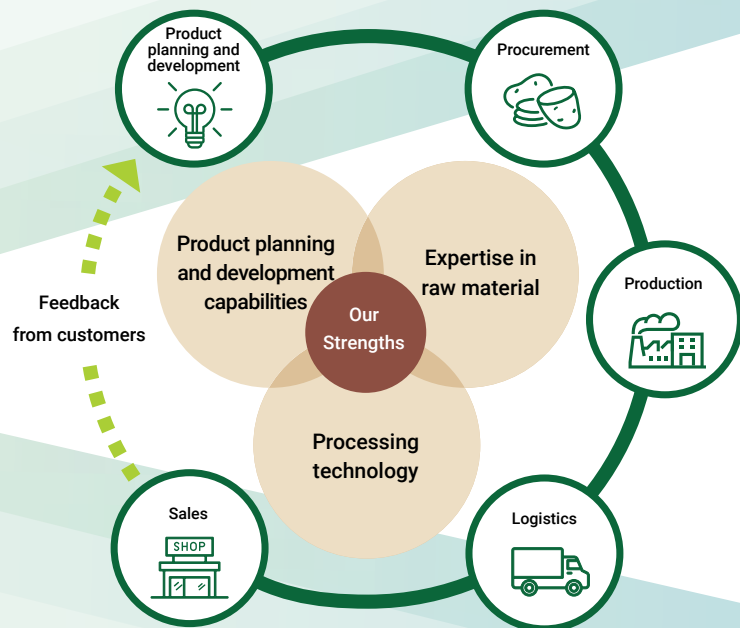 Product
planning and
development
Procurement
Product planning
and development
capabilities
Expertise in
raw material
Production
Our
Strengths
Feedback
from customers
Processing
technology
Sales
SHOP
Logistics